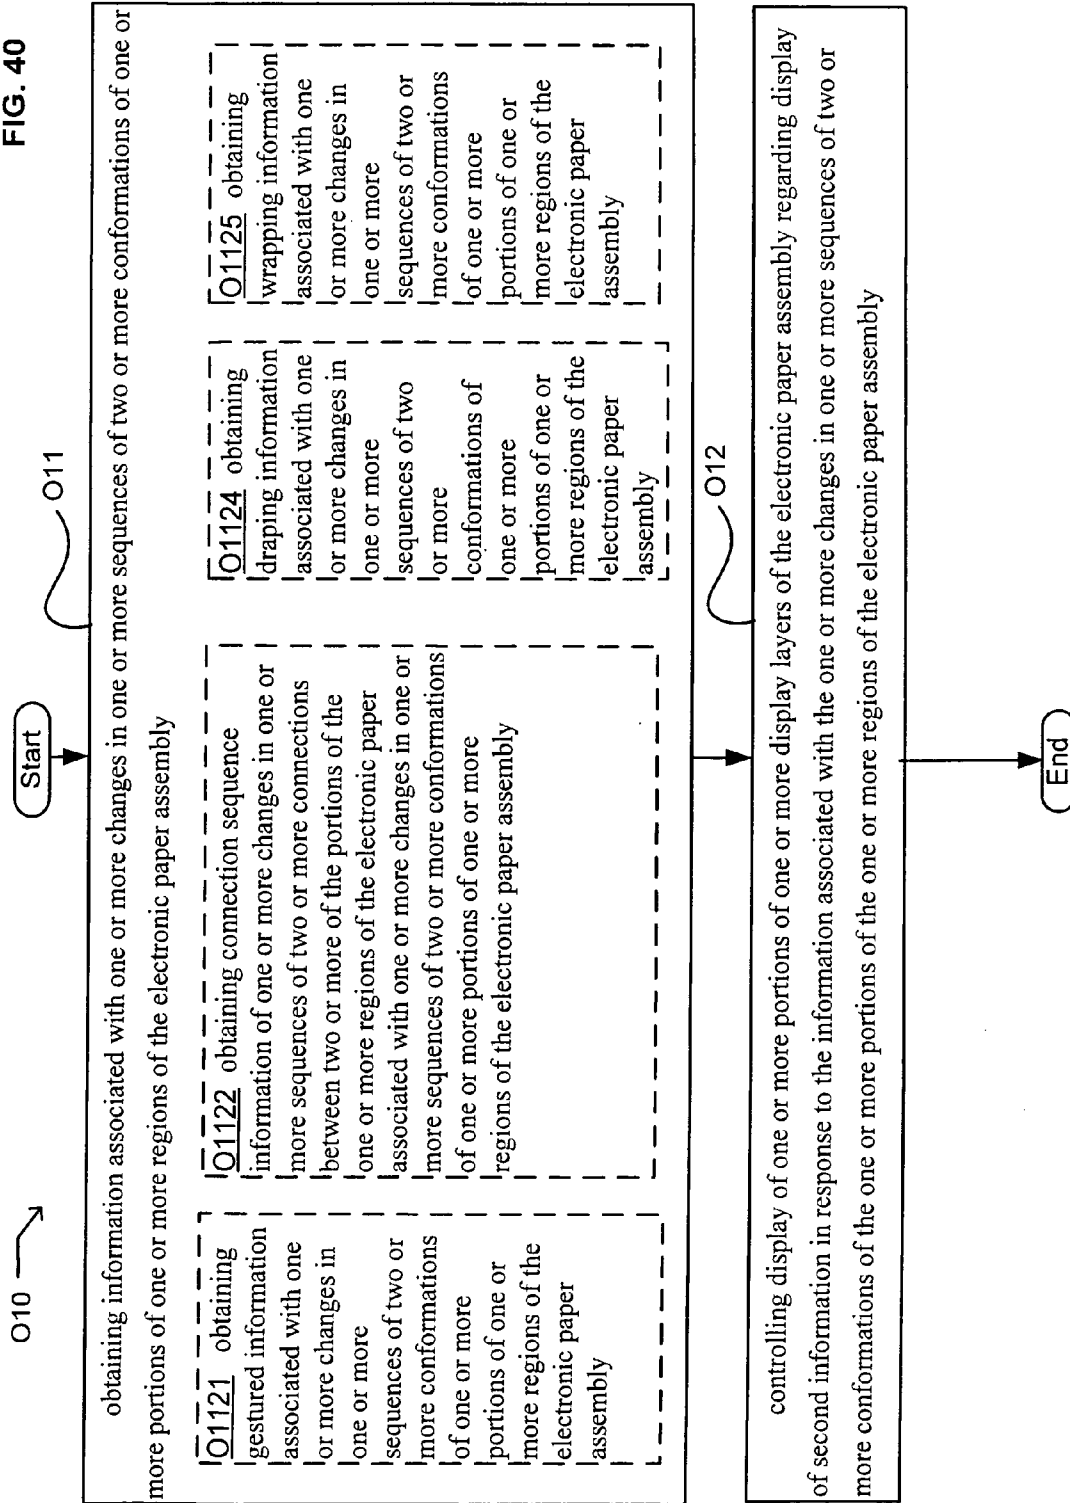 FIG. 40
O10
Start
O11
obtaining information associated with one or more changes in one or more sequences of two or more conformations of one or
more portions of one or more regions of the electronic paper assembly
O1121 obtaining
gestured information
associated with one
or more changes in
one or more
sequences of two or
more conformations
of one or more
portions of one or
more regions of the
electronic paper
assembly
O1122 obtaining connection sequence
information of one or more changes in one or
more sequences of two or more connections
between two or more of the portions of the
one or more regions of the electronic paper
associated with one or more changes in one or
more sequences of two or more conformations
of one or more portions of one or more
regions of the electronic paper assembly
O1124 obtaining
draping information
associated with one
or more changes in
one or more
sequences of two
or more
conformations of
one or more
portions of one or
more regions of the
electronic paper
assembly
O1125 obtaining
wrapping information
associated with one
or more changes in
one or more
sequences of two or
more conformations
of one or more
portions of one or
more regions of the
electronic paper
assembly
O12
controlling display of one or more portions of one or more display layers of the electronic paper assembly regarding display
of second information in response to the information associated with the one or more changes in one or more sequences of two or
more conformations of the one or more portions of the one or more regions of the electronic paper assembly
End